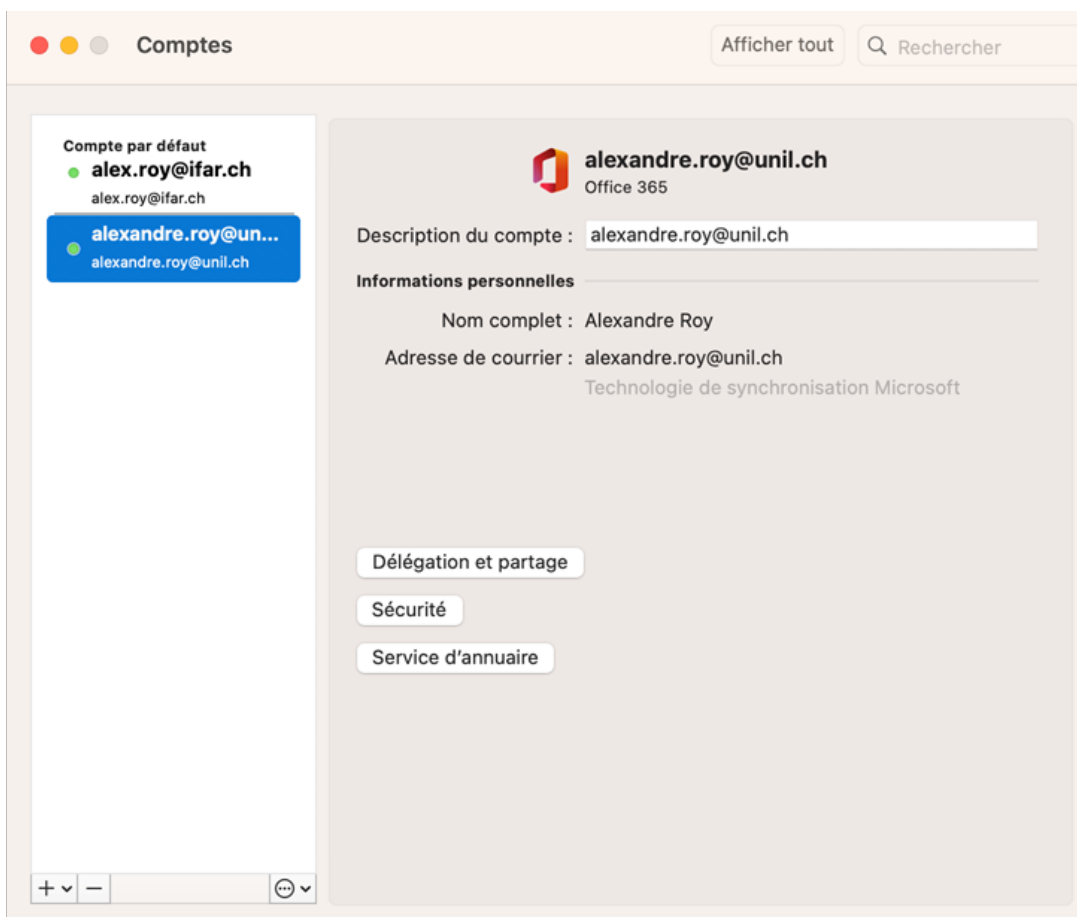 Comptes
Afficher tout
Rechercher
Compte par défaut
alex.roy@ifar.ch
alex.roy@ifar.ch
alexandre.roy@un...
alexandre.roy@unil.ch
alexandre.roy@unil.ch
Office 365
Description du compte : alexandre.roy@unil.ch
Informations personnelles
Nom complet : Alexandre Roy
Adresse de courrier : alexandre.roy@unil.ch
Technologie de synchronisation Microsoft
Délégation et partage
Sécurité
Service d’annuaire